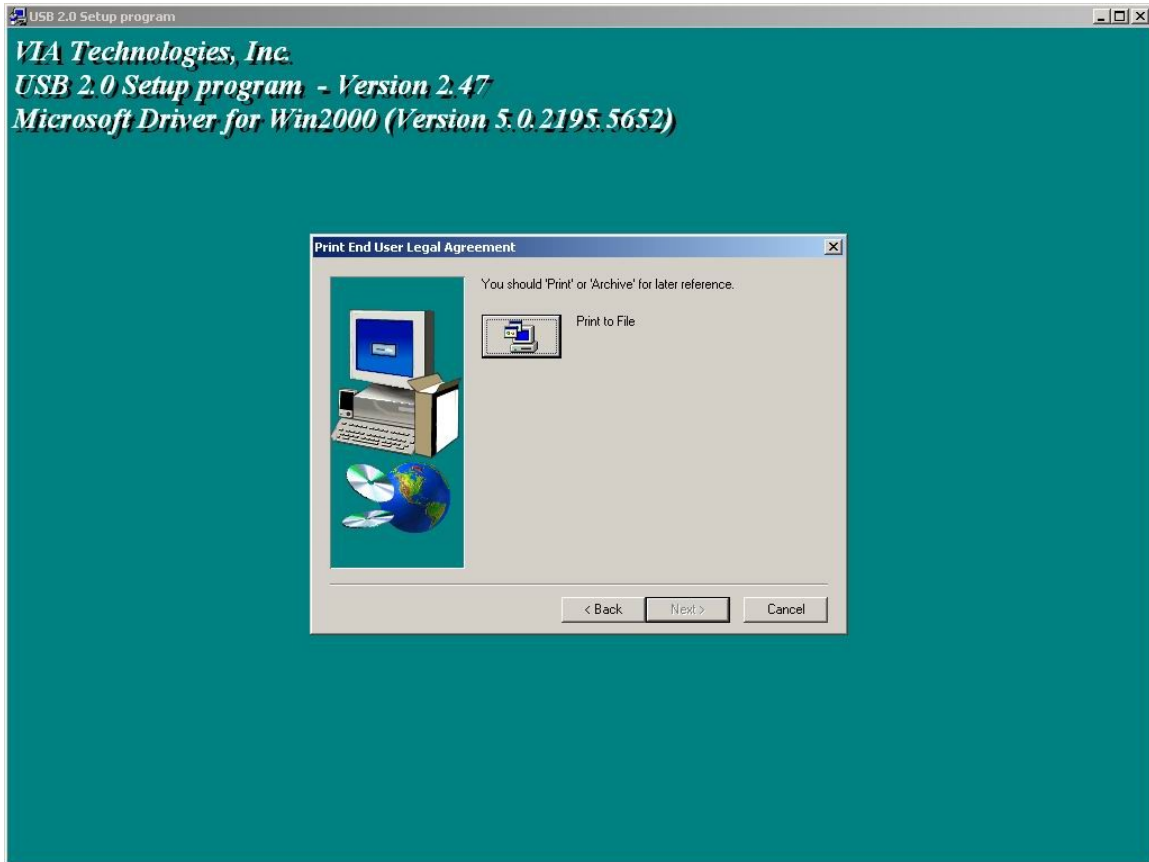 USB 2.0 Setup program
VIA Technologies, Inc.
USB 2.0 Setup program - Version 2.47
Microsoft Driver for Win2000 (Version 5.0.2195.5652)
Print End User Legal Agreement
You should 'Print' or 'Archive' for later reference.
Print to File
< Back Next > Cancel